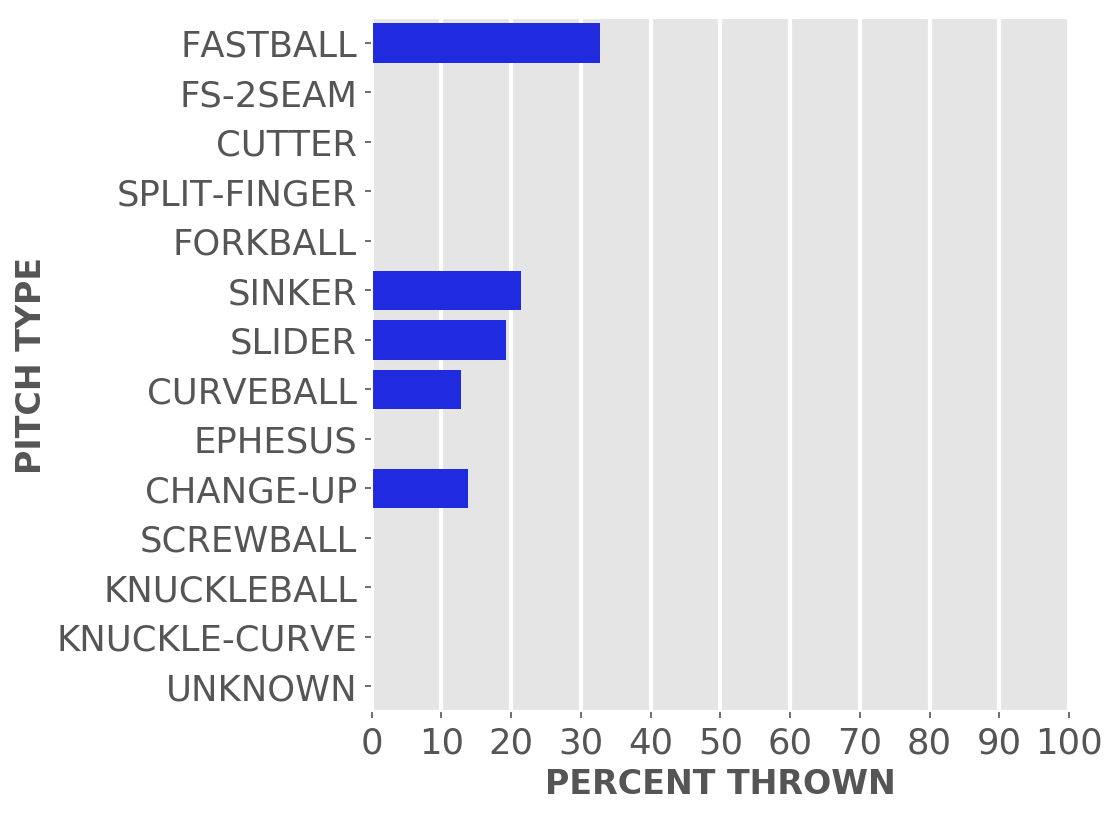 FASTBALL
FS-2SEAM
CUTTER
SPLIT-FINGER
FORKBALL
SINKER
SLIDER
CURVEBALL
EPHESUS
CHANGE-UP
SCREWBALL
KNUCKLEBALL
KNUCKLE-CURVE
UNKNOWN
PITCH TYPE
0 10 20 30 40 50 60 70 80 90 100
PERCENT THROWN